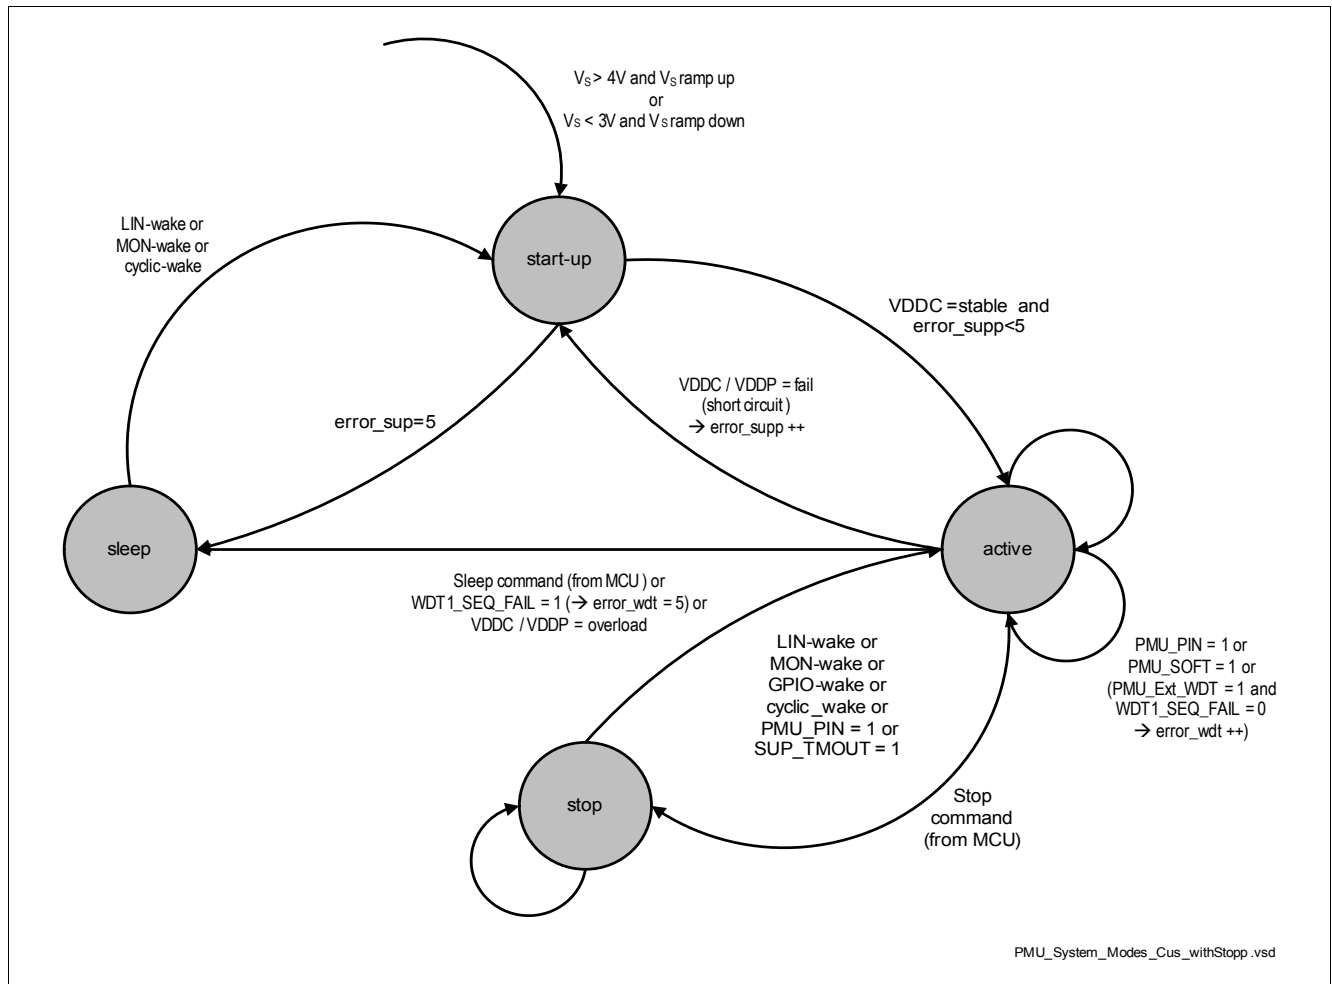 V_S > 4V and V_S ramp up
or
V_S < 3V and V_S ramp down
LIN-wake or
MON-wake or
cyclic-wake
start-up
VDDC =stable and
error_supp<5
VDDC / VDDP = fail
(short circuit )
→ error_supp ++
error_sup=5
sleep
active
Sleep command (from MCU ) or
WDT1_SEQ_FAIL = 1 (→ error_wdt = 5) or
VDDC / VDDP = overload
LIN-wake or
MON-wake or
GPIO-wake or
cyclic_wake or
PMU_PIN = 1 or
SUP_TMOUT = 1
PMU_PIN = 1 or
PMU_SOFT = 1 or
(PMU_Ext_WDT = 1 and
WDT1_SEQ_FAIL = 0
→ error_wdt ++)
stop
Stop
command
(from MCU)
PMU_System_Modes_Cus_withStopp .vsd